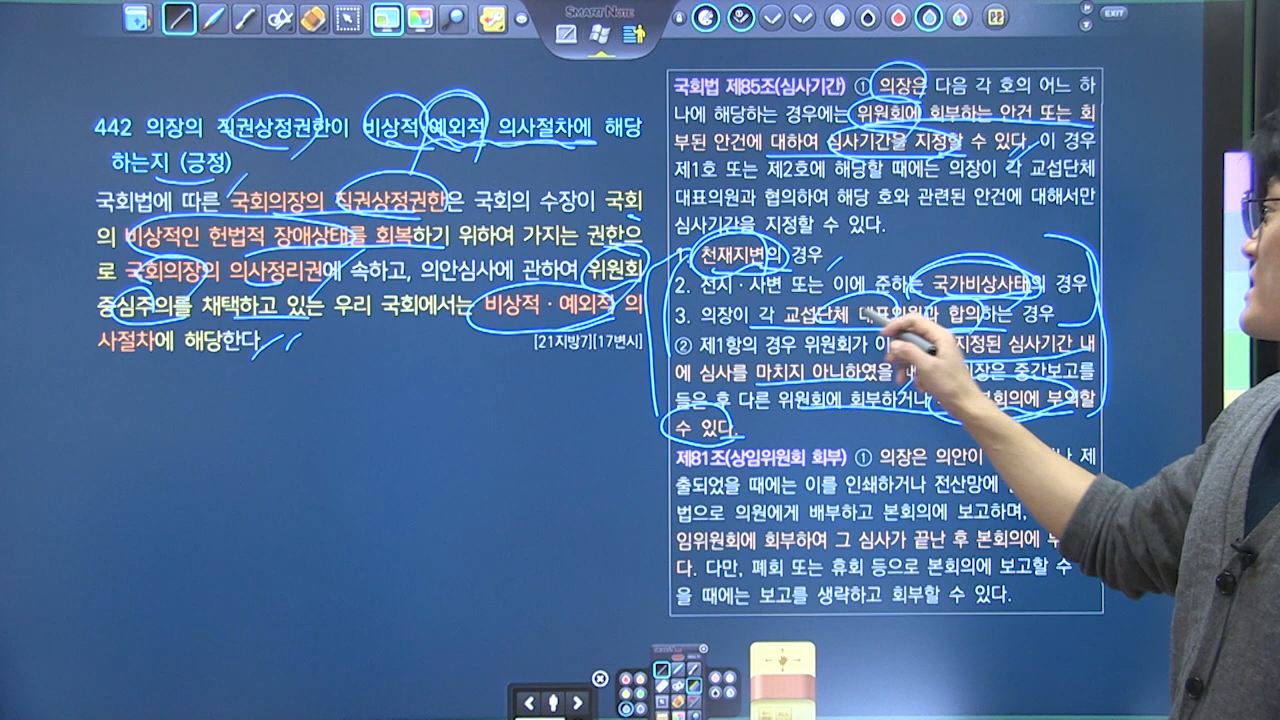 SMART NOTE
EXIT
442 의장의 직권상정권한이 비상적·예외적 의사절차에 해당
하는지 (긍정)
국회법에 따른 국회의장의 직권상정권한은 국회의 수장이 국회
의 비상적인 헌법적 장애상태를 회복하기 위하여 가지는 권한으
로 국회의장의 의사정리권에 속하고, 의안심사에 관하여 위원회
중심주의를 채택하고 있는 우리 국회에서는 비상적·예외적 의
사절차에 해당한다.
[21지방7][17변시]
국회법 제85조(심사기간) ① 의장은 다음 각 호의 어느 하
나에 해당하는 경우에는 위원회에 회부하는 안건 또는 회
부된 안건에 대하여 심사기간을 지정할 수 있다. 이 경우
제1호 또는 제2호에 해당할 때에는 의장이 각 교섭단체
대표의원과 협의하여 해당 호와 관련된 안건에 대해서만
심사기간을 지정할 수 있다.
1. 천재지변의 경우
2. 전시·사변 또는 이에 준하는 국가비상사태의 경우
3. 의장이 각 교섭단체 대표의원과 합의하는 경우
② 제1항의 경우 위원회가 이 지정된 심사기간 내
에 심사를 마치지 아니하였을 의장은 중간보고를
들은 후 다른 위원회에 회부하거나 본회의에 부의할
수 있다.
제81조(상임위원회 회부) ① 의장은 의안이 제
출되었을 때에는 이를 인쇄하거나 전산망에
법으로 의원에게 배부하고 본회의에 보고하며,
임위원회에 회부하여 그 심사가 끝난 후 본회의에
다. 다만, 폐회 또는 휴회 등으로 본회의에 보고할 수
을 때에는 보고를 생략하고 회부할 수 있다.